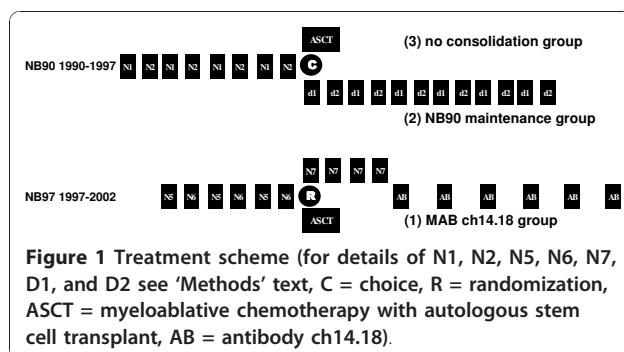 ASCT (3) no consolidation group
NB90 1990-1997 N1 N2 N1 N2 N1 N2 N1 N2 C
d1 d2 d1 d2 d1 d2 d1 d2 d1 d2 d1 d2
(2) NB90 maintenance group
N7 N7 N7 N7
NB97 1997-2002 N5 N6 N5 N6 N5 N6 R AB AB AB AB AB AB
ASCT (1) MAB ch14.18 group
Figure 1 Treatment scheme (for details of N1, N2, N5, N6, N7,
D1, and D2 see ‘Methods’ text, C = choice, R = randomization,
ASCT = myeloablative chemotherapy with autologous stem
cell transplant, AB = antibody ch14.18).